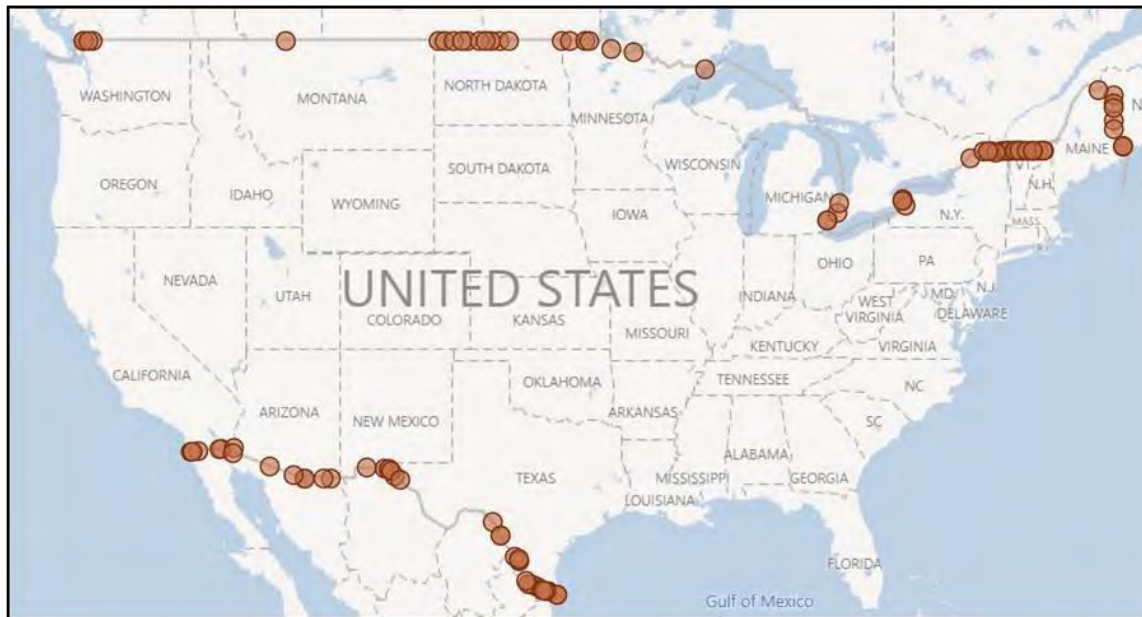 WASHINGTON
MONTANA
NORTH DAKOTA
MINNESOTA
MAINE
N
OREGON
IDAHO
WYOMING
SOUTH DAKOTA
WISCONSIN
MICHIGAN
VT
N.H.
N.Y.
MASS
IOWA
NEVADA
UTAH
COLORADO
UNITED STATES
KANSAS
MISSOURI
INDIANA
OHIO
PA
N.J.
MD.
DELAWARE
WEST
VIRGINIA
KENTUCKY
VIRGINIA
CALIFORNIA
ARIZONA
NEW MEXICO
OKLAHOMA
ARKANSAS
TENNESSEE
NC
SC
TEXAS
MISSISSIPPI
ALABAMA
GEORGIA
LOUISIANA
FLORIDA
Gulf of Mexico